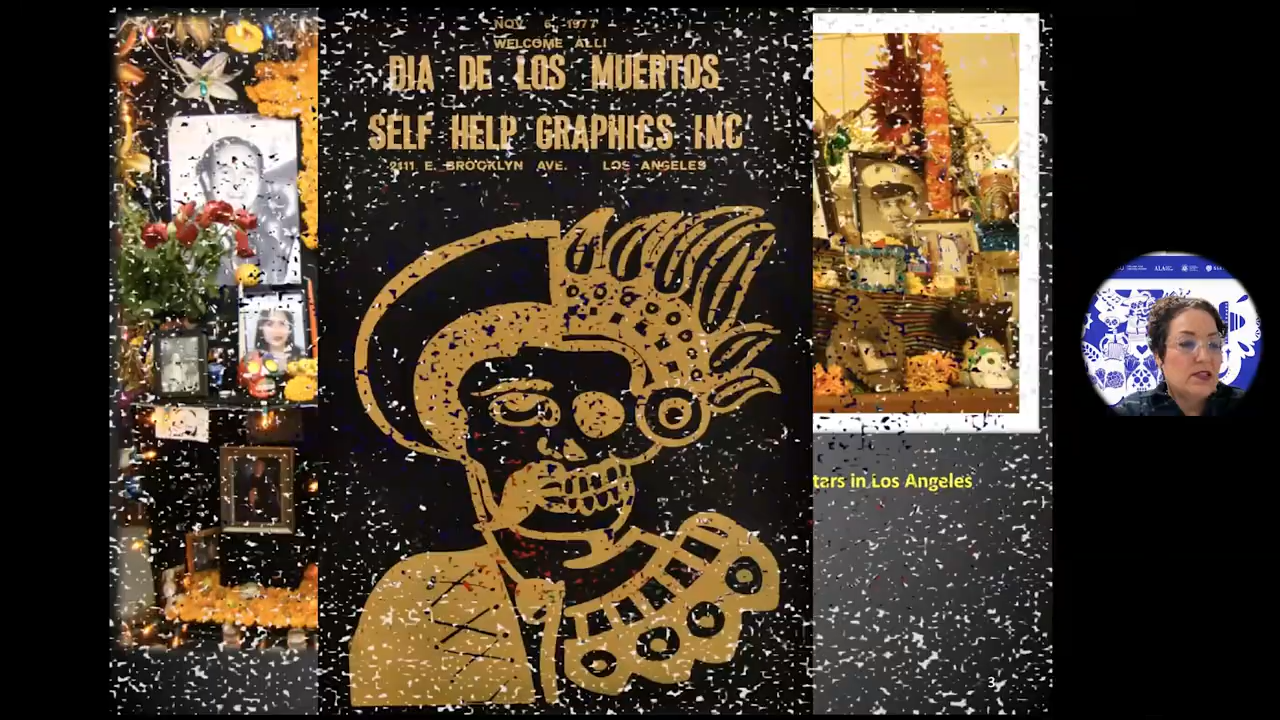 NOV 6, 1977
WELCOME ALL!
DIA DE LOS MUERTOS
SELF HELP GRAPHICS INC
2111 E. BROOKLYN AVE. LOS ANGELES
tars in Los Angeles
3